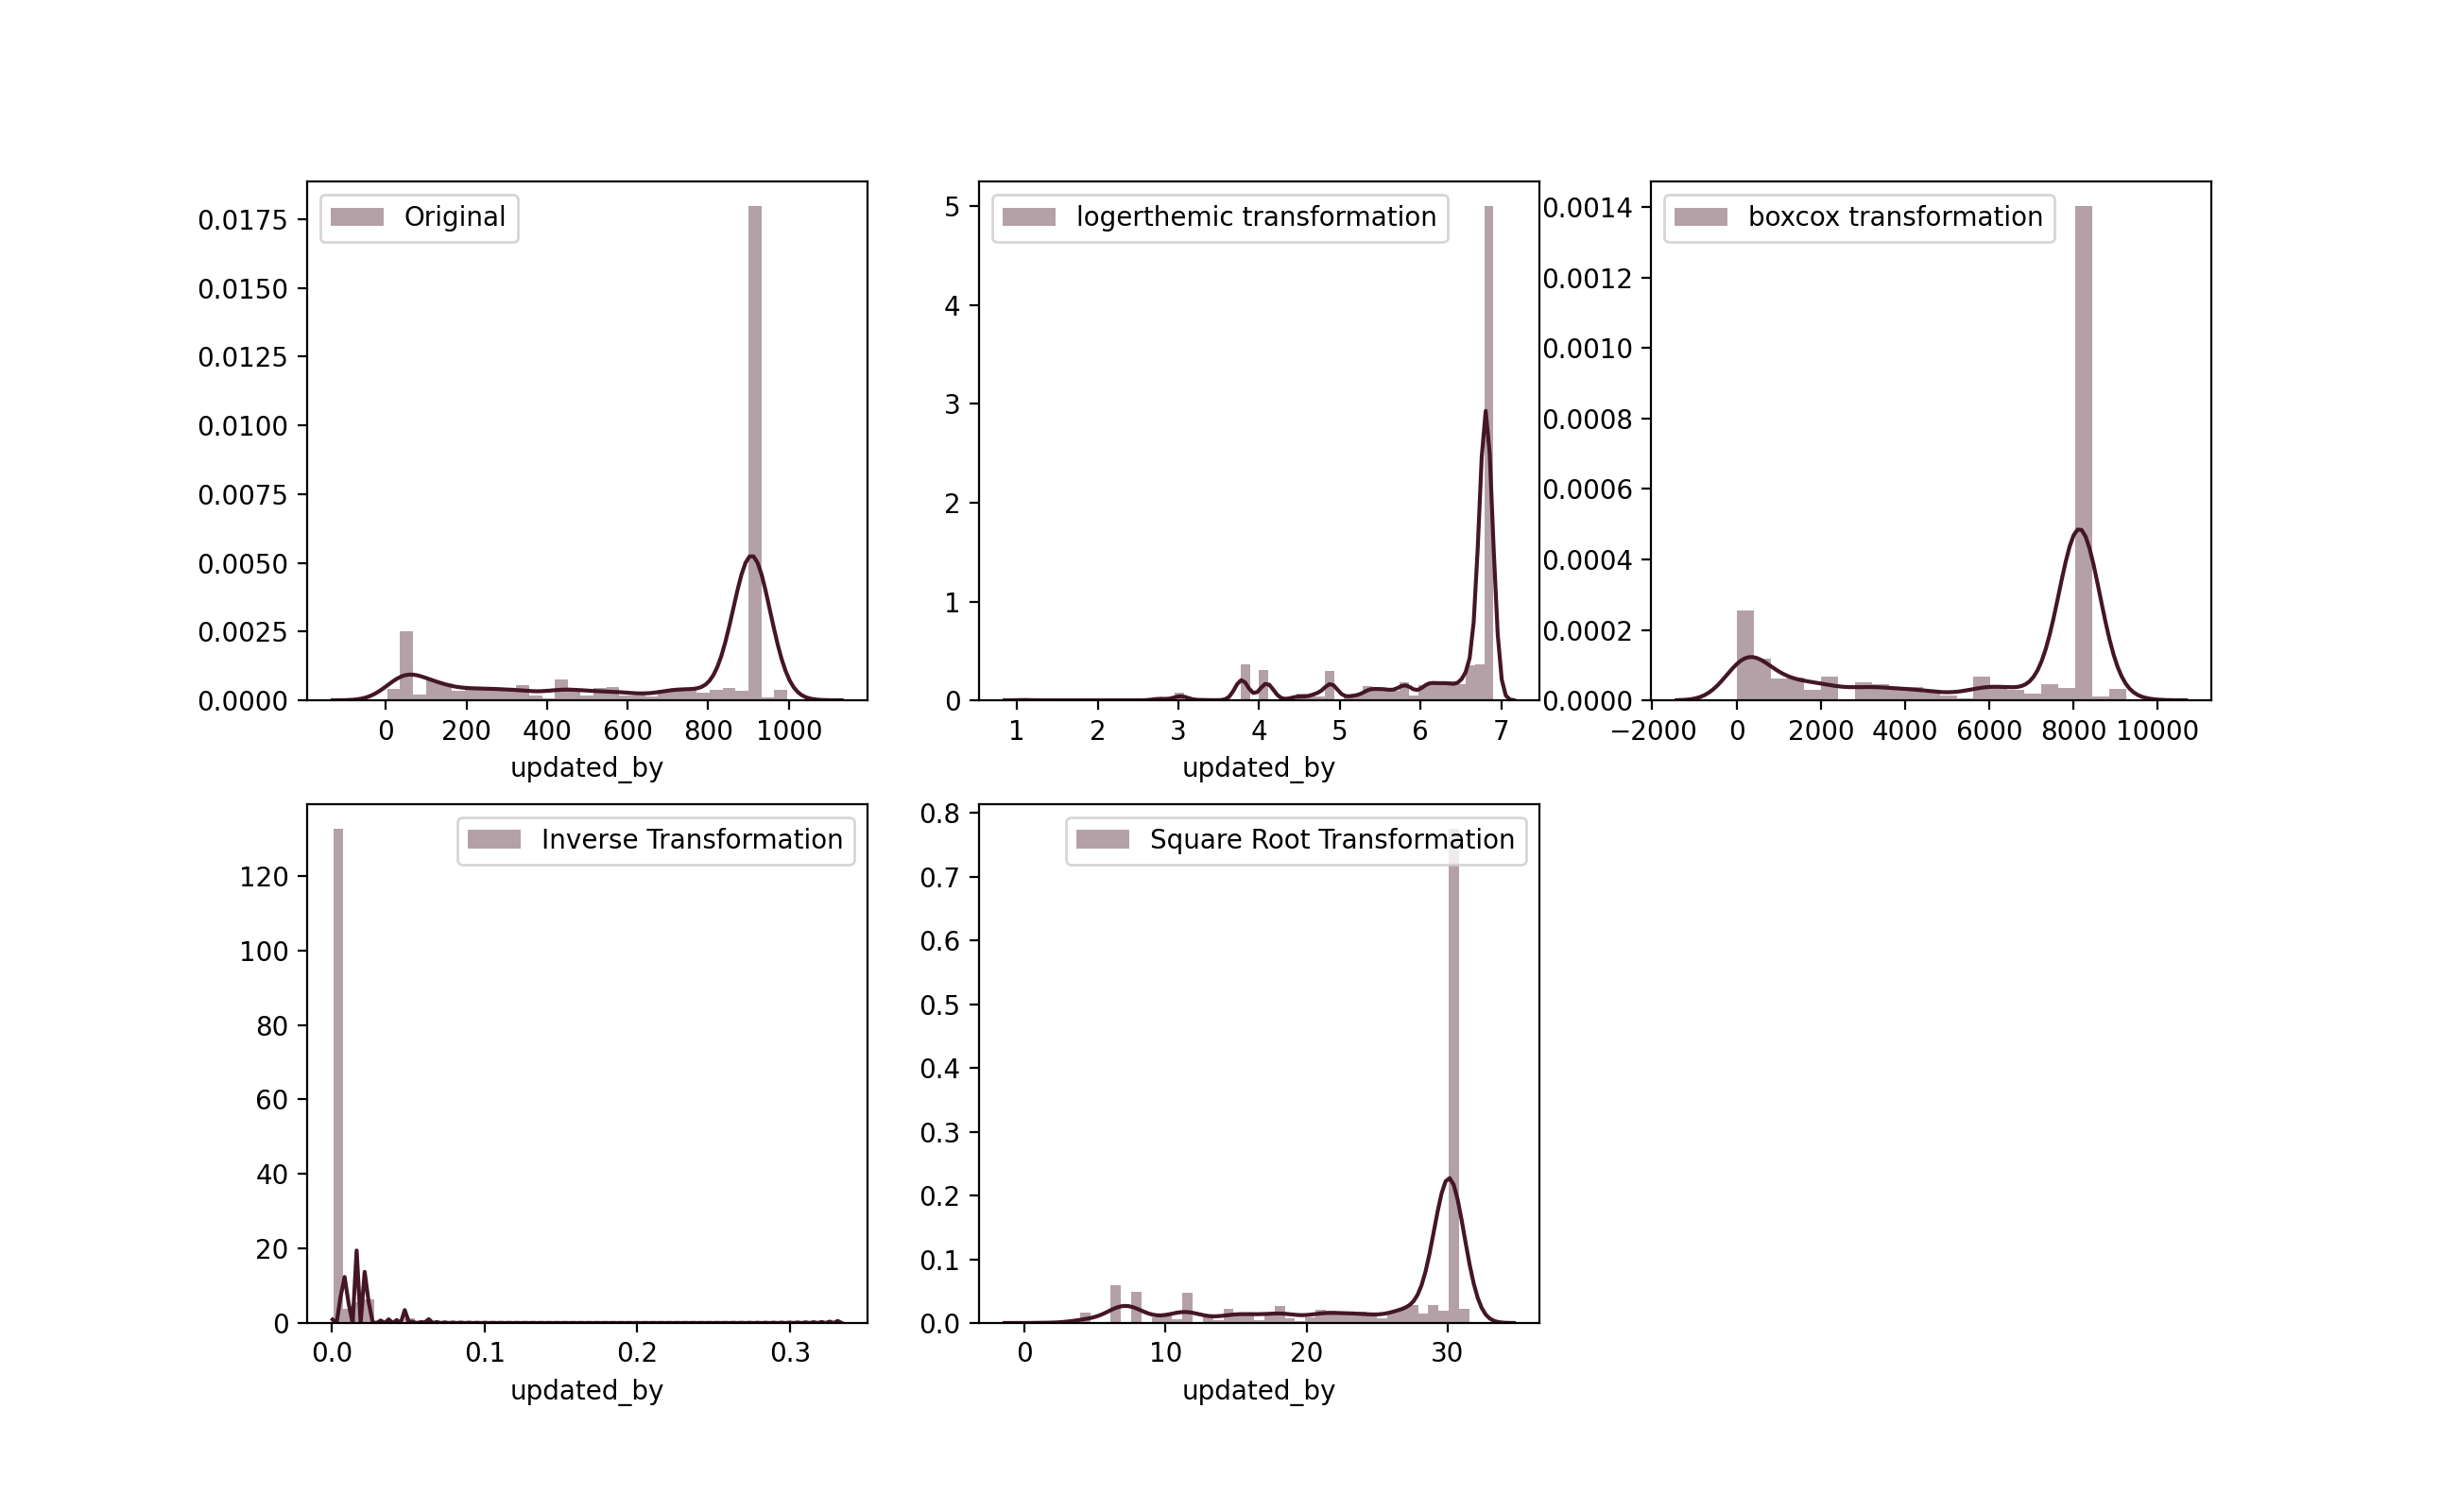 Original
0.0175
0.0150
0.0125
0.0100
0.0075
0.0050
0.0025
0.0000
0 200 400 600 800 1000
updated_by
logerthemic transformation
5
4
3
2
1
0
1 2 3 4 5 6 7
updated_by
boxcox transformation
0.0014
0.0012
0.0010
0.0008
0.0006
0.0004
0.0002
0.0000
−2000 0 2000 4000 6000 8000 10000
Inverse Transformation
120
100
80
60
40
20
0
0.0 0.1 0.2 0.3
updated_by
Square Root Transformation
0.8
0.7
0.6
0.5
0.4
0.3
0.2
0.1
0.0
0 10 20 30
updated_by